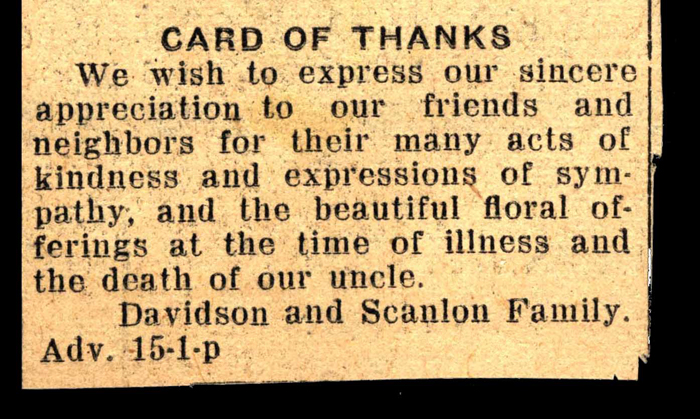 CARD OF THANKS
We wish to express our sincere
appreciation to our friends and
neighbors for their many acts of
kindness and expressions of sym-
pathy, and the beautiful floral of-
ferings at the time of illness and
the death of our uncle.
Davidson and Scanlon Family.
Adv. 15-1-p